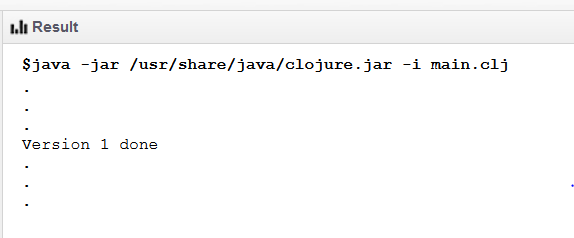 Result
$java -jar /usr/share/java/clojure.jar -i main.clj
.
.
.
Version 1 done
.
.
.